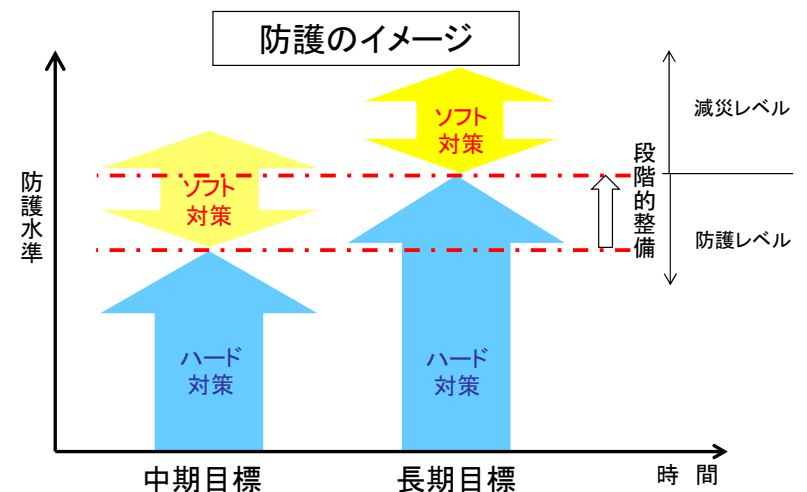 防護のイメージ
ソフト
対策
減災レベル
防護水準
ソフト
対策
段階的整備
防護レベル
ハード
対策
ハード
対策
中期目標
長期目標
時 間